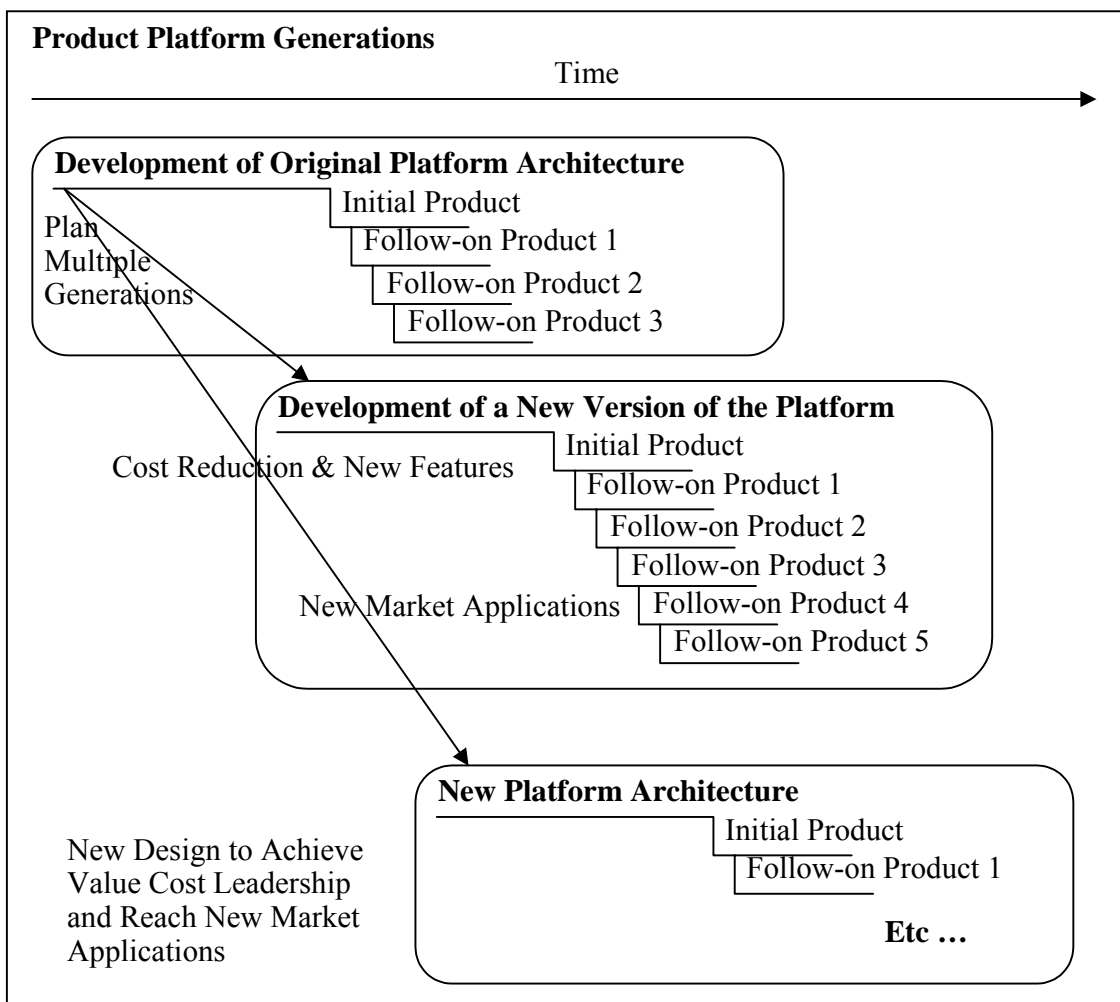 Product Platform Generations
Time
Development of Original Platform Architecture
Initial Product
Plan
Multiple
Generations
Follow-on Product 1
Follow-on Product 2
Follow-on Product 3
Development of a New Version of the Platform
Initial Product
Cost Reduction & New Features
Follow-on Product 1
Follow-on Product 2
Follow-on Product 3
New Market Applications
Follow-on Product 4
Follow-on Product 5
New Platform Architecture
Initial Product
Follow-on Product 1
Etc …
New Design to Achieve
Value Cost Leadership
and Reach New Market
Applications